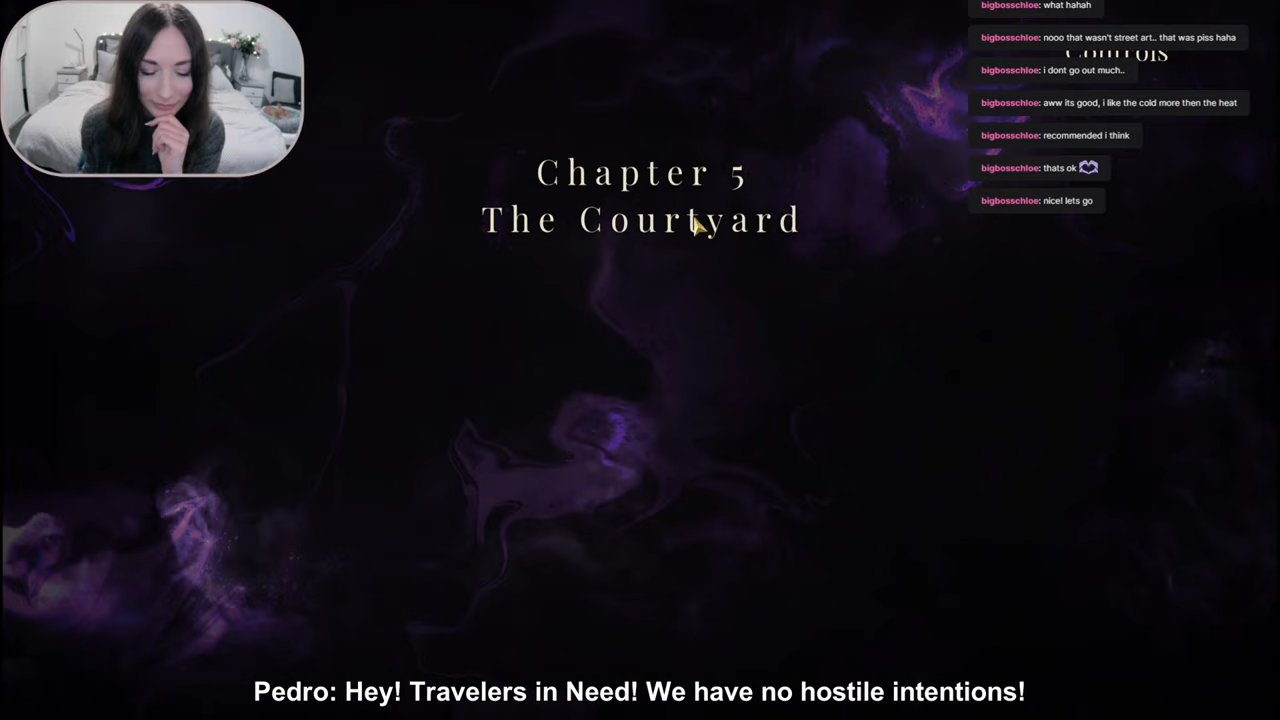 bigbosschloe: what hahah
bigbosschloe: nooo that wasn't street art.. that was piss haha
Controls
bigbosschloe: i dont go out much..
bigbosschloe: aww its good, i like the cold more then the heat
bigbosschloe: recommended i think
bigbosschloe: thats ok
bigbosschloe: nice! lets go
Chapter 5
The Courtyard
Pedro: Hey! Travelers in Need! We have no hostile intentions!